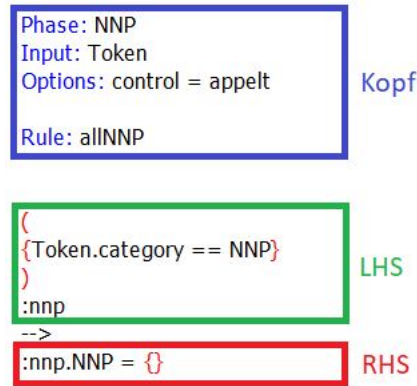 Phase: NNP
Input: Token
Options: control = appelt
Kopf
Rule: allNNP
(
{Token.category == NNP}
)
LHS
:nnp
-->
:nnp.NNP = {}
RHS